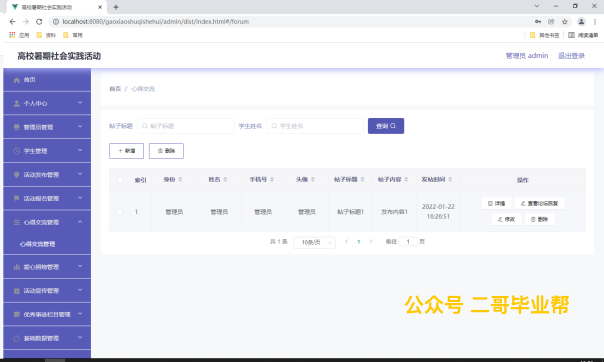 高校暑期社会实践活动
localhost:8080/gaoxiaoshuqishehui/admin/dist/index.html#/forum
应用 资料 常用 其他书签 阅读清单
高校暑期社会实践活动 管理员 admin 退出登录
首页
个人中心
管理员管理
学生管理
活动发布管理
活动报名管理
心得交流管理
心得交流管理
爱心捐物管理
活动宣传管理
优秀事迹栏目管理
基础数据管理
首页 / 心得交流
帖子标题 帖子标题 学生姓名 学生姓名 查询
+ 新增 删除
索引 身份 姓名 手机号 头像 帖子标题 帖子内容 发帖时间 操作
1 管理员 管理员 管理员 管理员 帖子标题1 发布内容1 2022-01-22 16:26:51 详情 查看论坛回复 修改 删除
共 1 条 10条/页 1 前往 1 页
公众号 二哥毕业帮